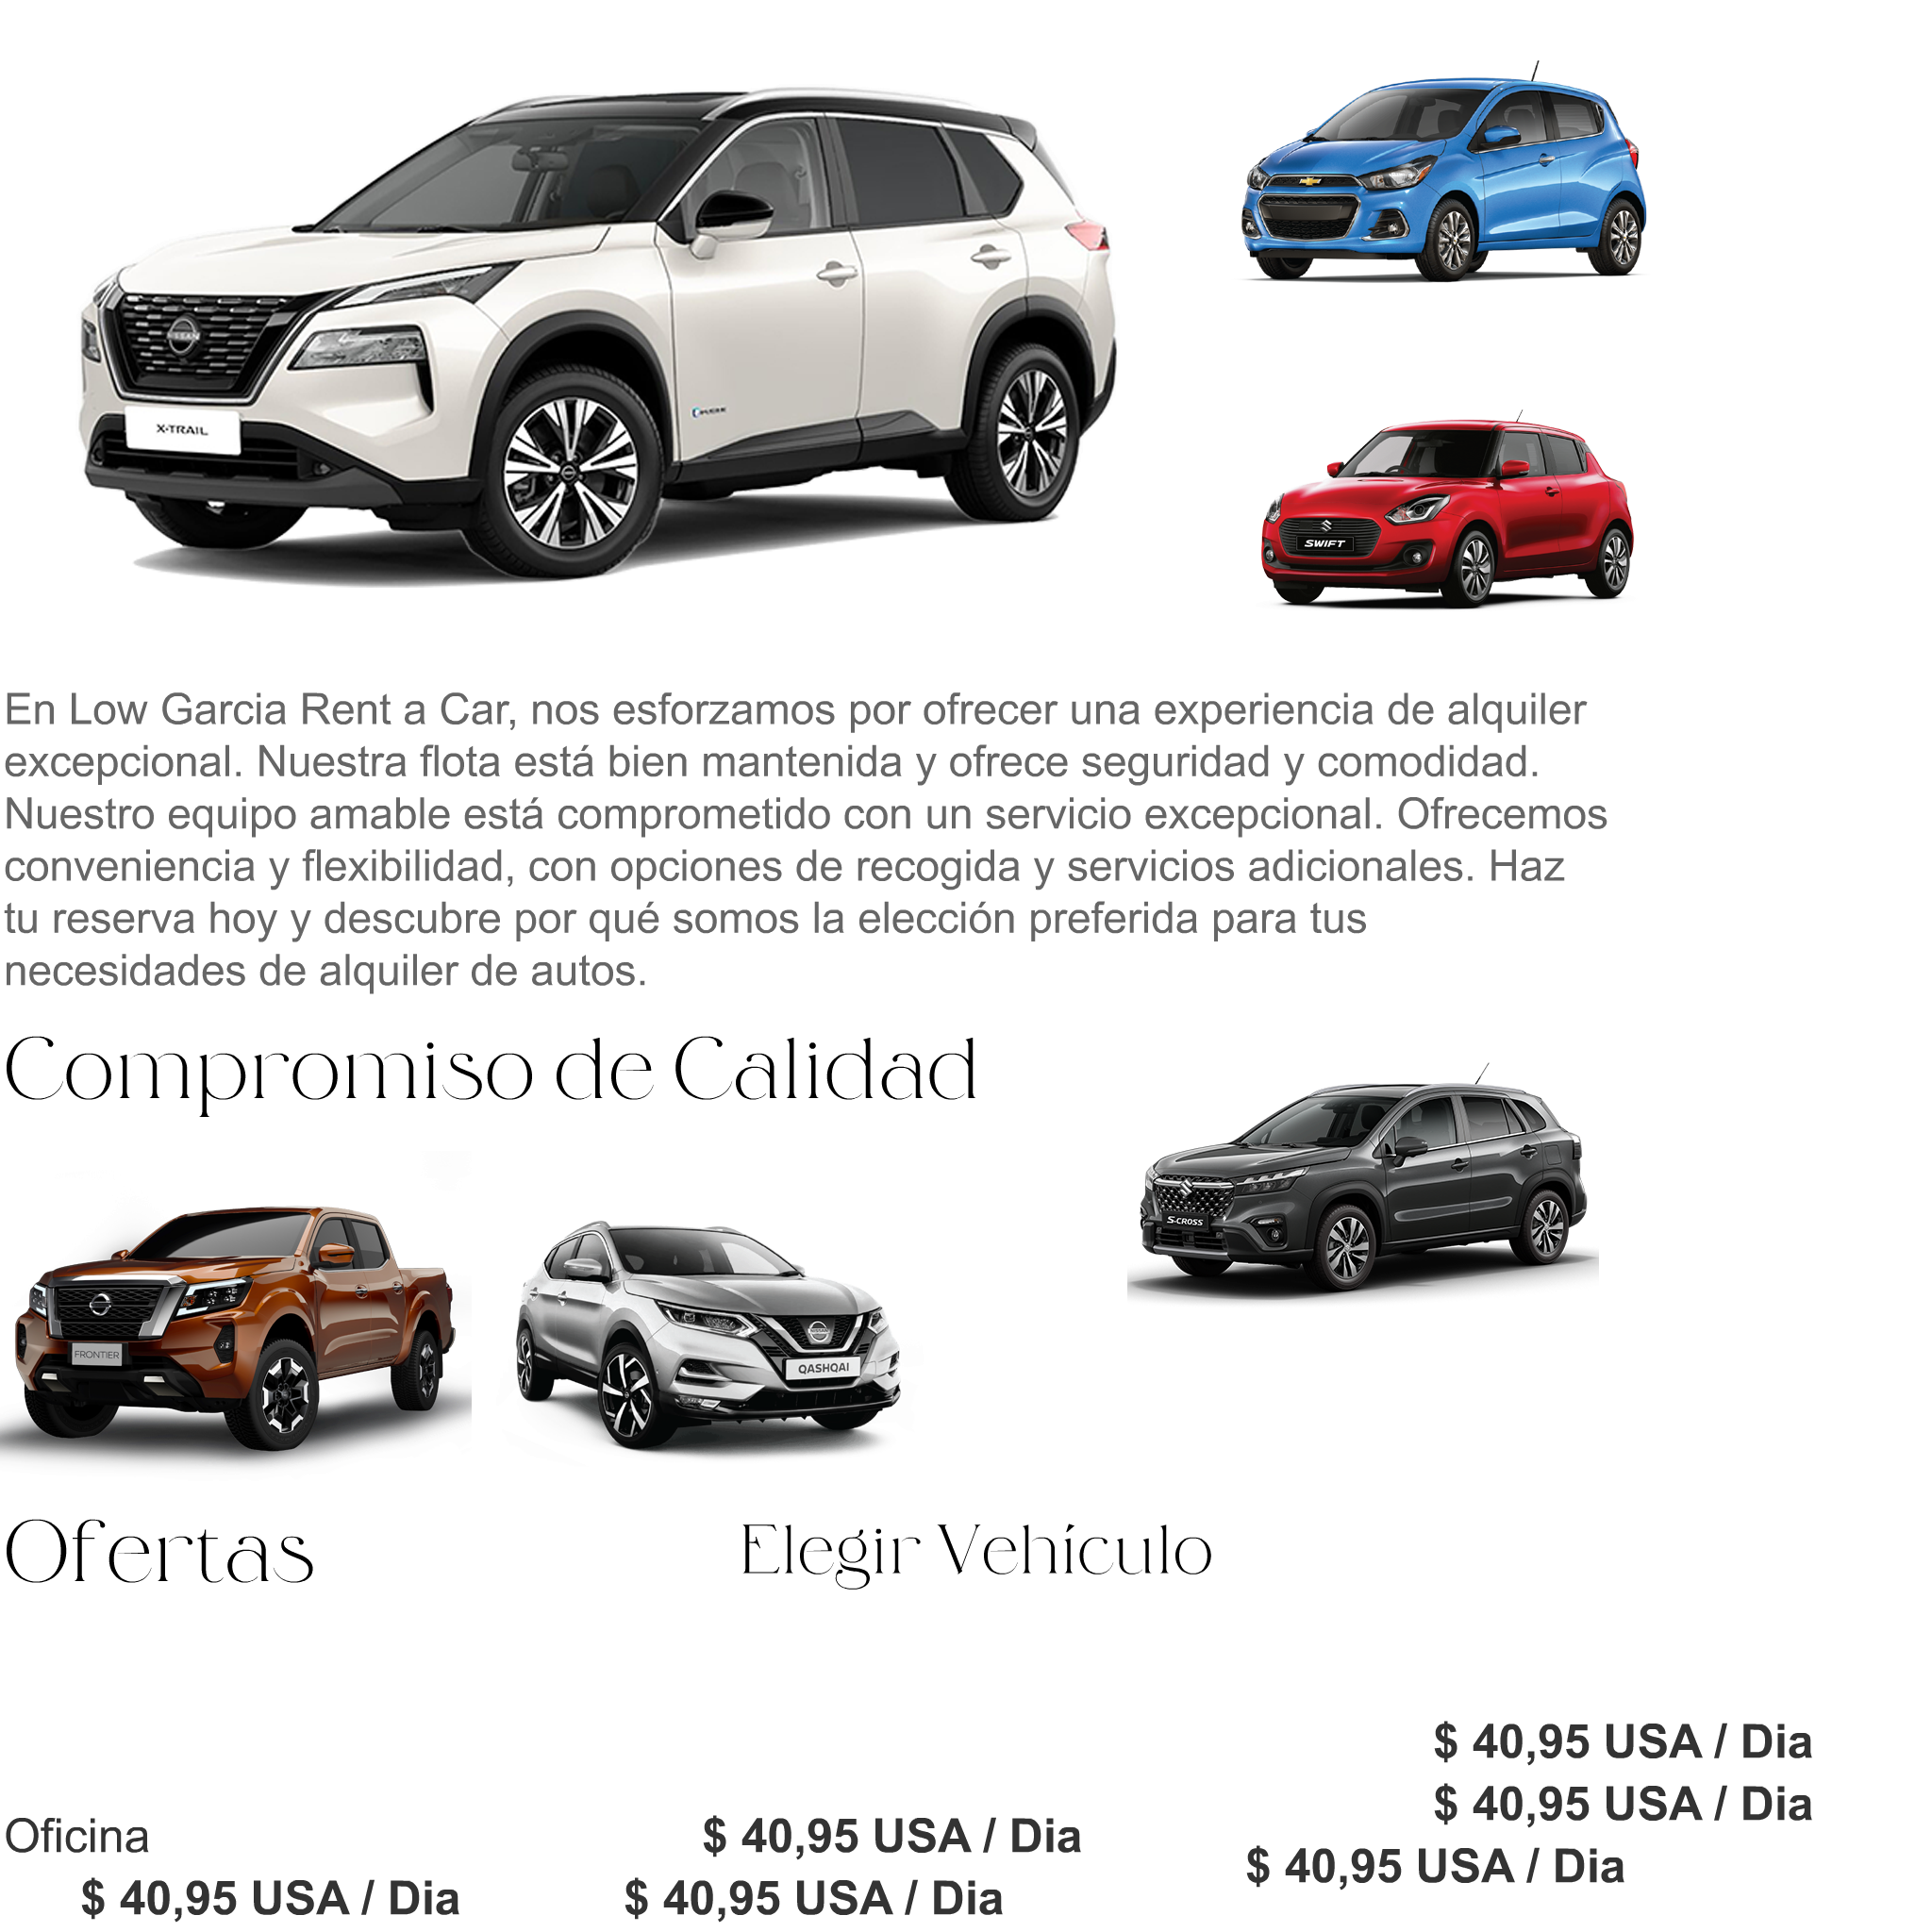 X-TRAIL
SWIFT
En Low Garcia Rent a Car, nos esforzamos por ofrecer una experiencia de alquiler
excepcional. Nuestra flota está bien mantenida y ofrece seguridad y comodidad.
Nuestro equipo amable está comprometido con un servicio excepcional. Ofrecemos
conveniencia y flexibilidad, con opciones de recogida y servicios adicionales. Haz
tu reserva hoy y descubre por qué somos la elección preferida para tus
necesidades de alquiler de autos.
Compromiso de Calidad
S-CROSS
FRONTIER
QASHQAI
Ofertas
Elegir Vehículo
$ 40,95 USA / Dia
$ 40,95 USA / Dia
Oficina
$ 40,95 USA / Dia
$ 40,95 USA / Dia
$ 40,95 USA / Dia
$ 40,95 USA / Dia